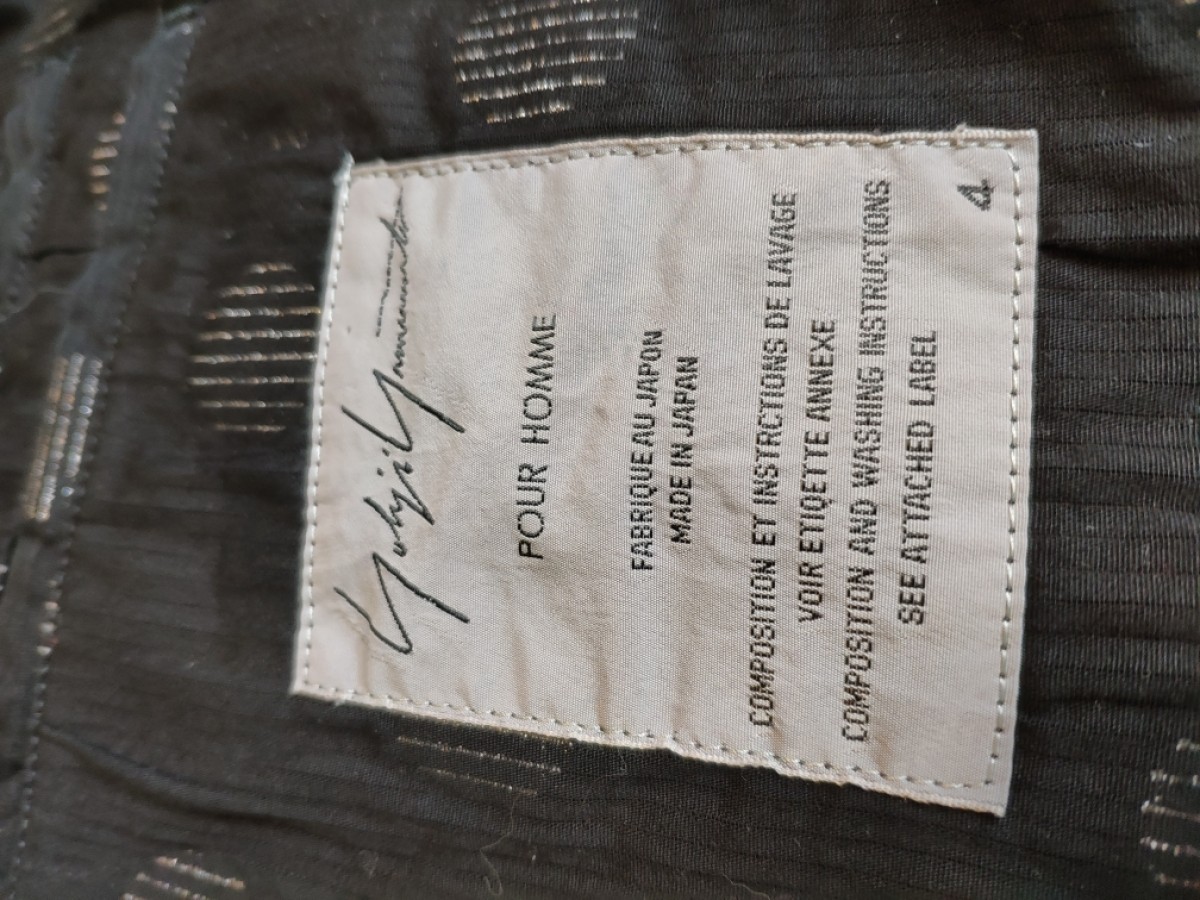 Yohji Yamamoto
POUR HOMME
FABRIQUE AU JAPON
MADE IN JAPAN
COMPOSITION ET INSTRCTIONS DE LAVAGE
VOIR ETIQETTE ANNEXE
COMPOSITION AND WASHING INSTRUCTIONS
SEE ATTACHED LABEL
4